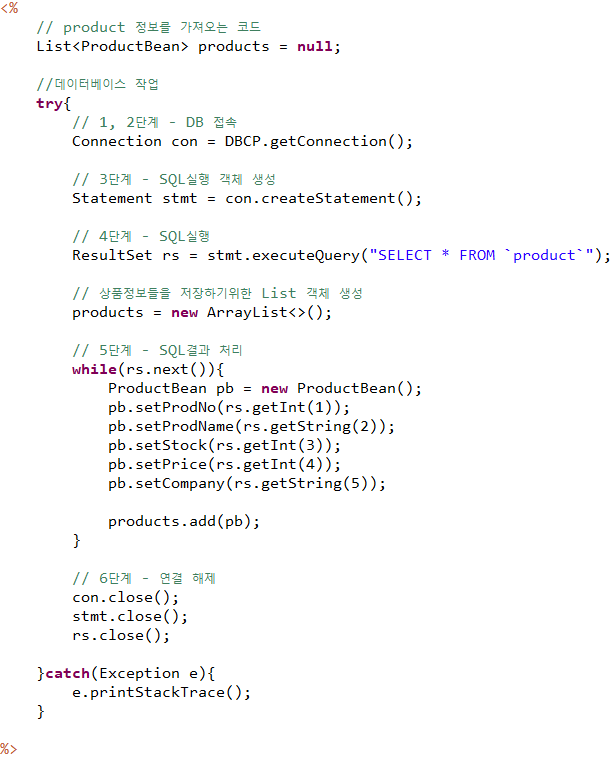 <%
// product 정보를 가져오는 코드
List<ProductBean> products = null;
//데이터베이스 작업
try{
// 1, 2단계 - DB 접속
Connection con = DBCP.getConnection();
// 3단계 - SQL실행 객체 생성
Statement stmt = con.createStatement();
// 4단계 - SQL실행
ResultSet rs = stmt.executeQuery("SELECT * FROM `product`");
// 상품정보들을 저장하기위한 List 객체 생성
products = new ArrayList<>();
// 5단계 - SQL결과 처리
while(rs.next()){
ProductBean pb = new ProductBean();
pb.setProdNo(rs.getInt(1));
pb.setProdName(rs.getString(2));
pb.setStock(rs.getInt(3));
pb.setPrice(rs.getInt(4));
pb.setCompany(rs.getString(5));
products.add(pb);
}
// 6단계 - 연결 해제
con.close();
stmt.close();
rs.close();
}catch(Exception e){
e.printStackTrace();
}
%>